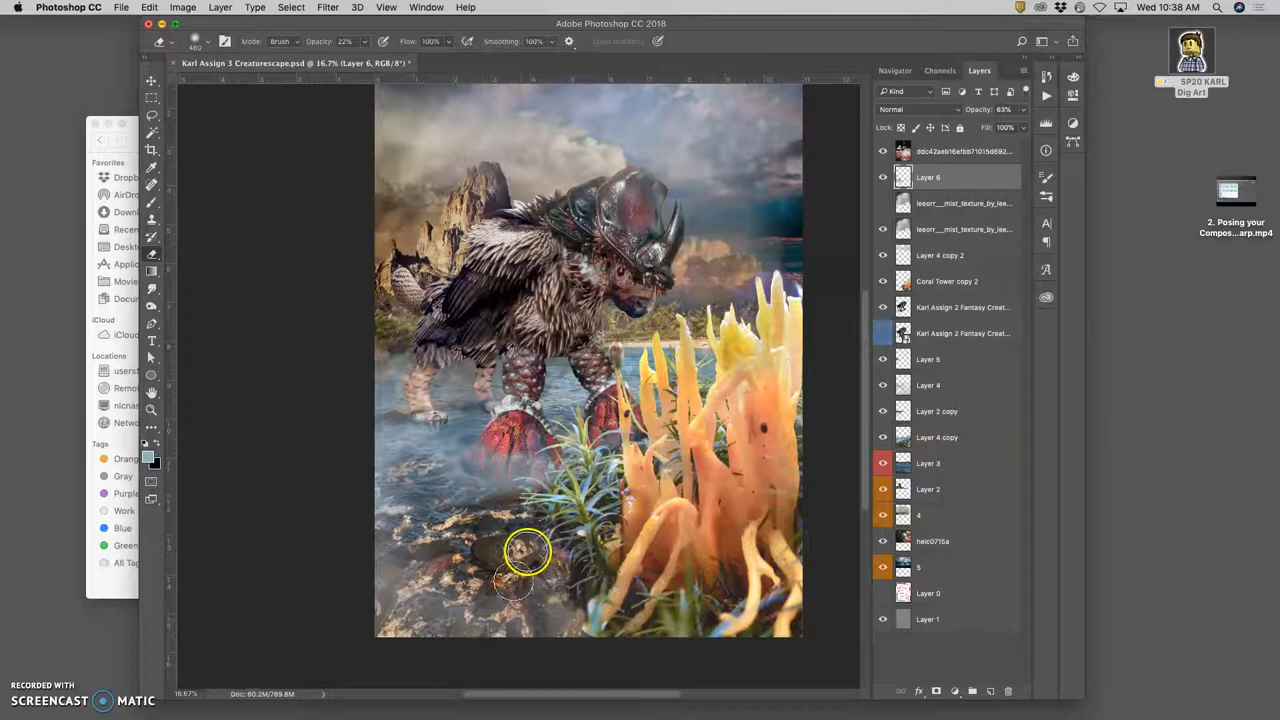 Photoshop CC File Edit Image Layer Type Select Filter 3D View Window Help Wed 10:38 AM
Adobe Photoshop CC 2018
460 Mode: Brush Opacity: 22% Flow: 100% Smoothing: 100%
Karl Assign 3 Creaturescape.psd @ 16.7% (Layer 6, RGB/8*) *
Navigator Channels Layers
Kind
Normal Opacity: 63%
Lock: Fill: 100%
ddc42aeb16efbb71015d692...
Layer 6
leeorr__mist_texture_by_lee...
leeorr__mist_texture_by_lee...
Layer 4 copy 2
Coral Tower copy 2
Karl Assign 2 Fantasy Creat...
Karl Assign 2 Fantasy Creat...
Layer 5
Layer 4
Layer 2 copy
Layer 4 copy
Layer 3
Layer 2
4
heic0715a
5
Layer 0
Layer 1
Favorites
Dropb
AirDro
Downl
Recen
Deskt
Applic
Movie
Docur
iCloud
iCloud
Locations
usersf
Remot
nicnas
Netwo
Tags
Orang
Gray
Purple
Work
Blue
Green
All Tag
SP20 KARL
Dig Art
2. Posing your
Compos...arp.mp4
16.67% Doc: 60.2M/789.8M
RECORDED WITH
SCREENCAST MATIC